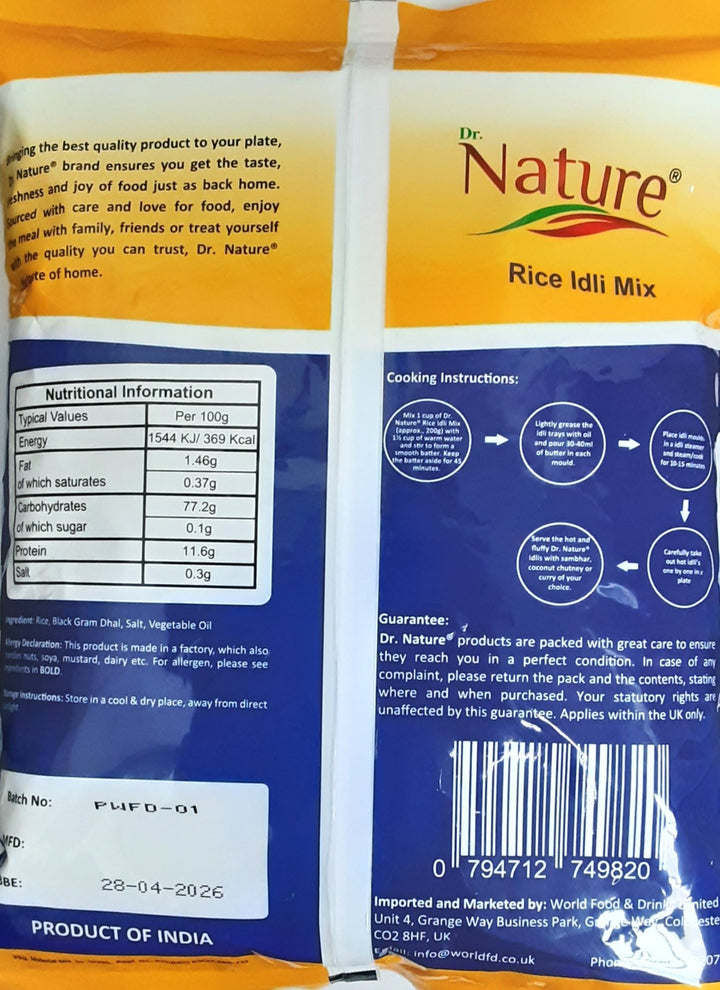 the best quality product to your plate,
Nature® brand ensures you get the taste,
and joy of food just as back home.
with care and love for food, enjoy
meal with family, friends or treat yourself
the quality you can trust, Dr. Nature®
of home.
Nutritional Information
Typical Values Per 100g
Energy 1544 KJ/ 369 Kcal
Fat 1.46g
of which saturates 0.37g
Carbohydrates 77.2g
of which sugar 0.1g
Protein 11.6g
Salt 0.3g
Ingredient: Rice, Black Gram Dhal, Salt, Vegetable Oil
Allergy Declaration: This product is made in a factory, which also
nuts, soya, mustard, dairy etc. For allergen, please see
in BOLD.
Instructions: Store in a cool & dry place, away from direct
Batch No: PWFD-01
MFD:
BBE: 28-04-2026
PRODUCT OF INDIA
Dr.
Nature®
Rice Idli Mix
Cooking Instructions:
Mix 1 cup of Dr.
Nature® Rice Idli Mix
(approx., 200g) with
1½ cup of warm water
and stir to form a
smooth batter. Keep
the batter aside for 45
minutes.
Lightly grease the
Idli trays with oil
and pour 30-40ml
of butter in each
mould.
Place idli moulds
in a idli steamer
and steam/cook
for 10-15 minutes
Carefully take
out hot idli's
one by one in a
plate
Serve the hot and
fluffy Dr. Nature®
Idlis with sambhar,
coconut chutney or
curry of your
choice.
Guarantee:
Dr. Nature® products are packed with great care to ensure
they reach you in a perfect condition. In case of any
complaint, please return the pack and the contents, stating
where and when purchased. Your statutory rights are
unaffected by this guarantee. Applies within the UK only.
0 794712 749820
Imported and Marketed by: World Food & Drink
Unit 4, Grange Way Business Park,
CO2 8HF, UK
Email: info@worldfd.co.uk